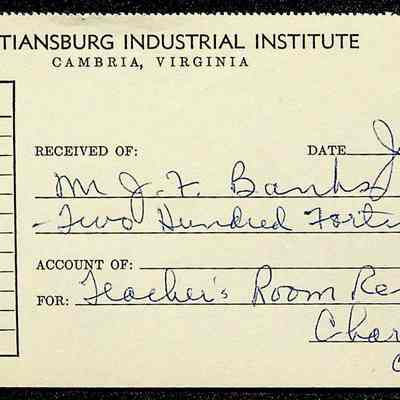 TIANSBURG INDUSTRIAL INSTITUTE
CAMBRIA, VIRGINIA
RECEIVED OF: DATE J
Mr J. F. Banks
- Two Hundred Forte
ACCOUNT OF:
FOR: Teacher's Room Re
Char